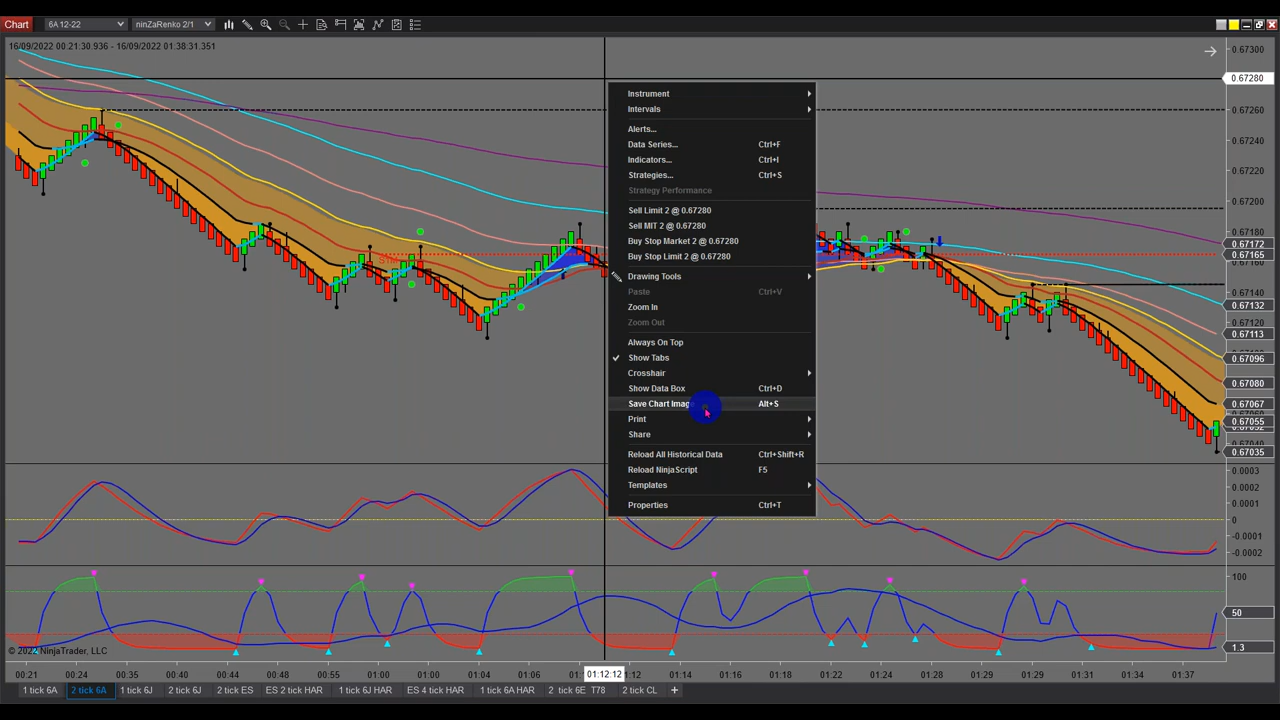 Chart 6A 12-22 ninZaRenko 2/1
16/09/2022 00:21:30.936 - 16/09/2022 01:38:31.351
0.67300
0.67280
0.67260
0.67240
0.67220
0.67200
0.67172
0.67165
0.67160
0.67140
0.67132
0.67120
0.67113
0.67096
0.67080
0.67067
0.67055
0.67040
0.67035
Instrument
Intervals
Alerts...
Data Series... Ctrl+F
Indicators... Ctrl+I
Strategies... Ctrl+S
Strategy Performance
Sell Limit 2 @ 0.67280
Sell MIT 2 @ 0.67280
Buy Stop Market 2 @ 0.67280
Buy Stop Limit 2 @ 0.67280
Drawing Tools
Paste Ctrl+V
Zoom In
Zoom Out
Always On Top
Show Tabs
Crosshair
Show Data Box Ctrl+D
Save Chart Image Alt+S
Print
Share
Reload All Historical Data Ctrl+Shift+R
Reload NinjaScript F5
Templates
Properties Ctrl+T
0.0003
0.0001
0
-0.0001
-0.0002
100
50
1.3
© 2022 NinjaTrader, LLC
00:21 00:24 00:35 00:48 00:55 01:00 01:00 01:04 01:06 01:09 01:12:12 01:14 01:16 01:18 01:22 01:24 01:28 01:29 01:32 01:34 01:37
1 tick 6A 2 tick 6A 1 tick 6J 2 tick 6J 2 tick ES ES 2 tick HAR 1 tick 6J HAR ES 4 tick HAR 1 tick 6A HAR 2 tick 6E T78 2 tick CL +